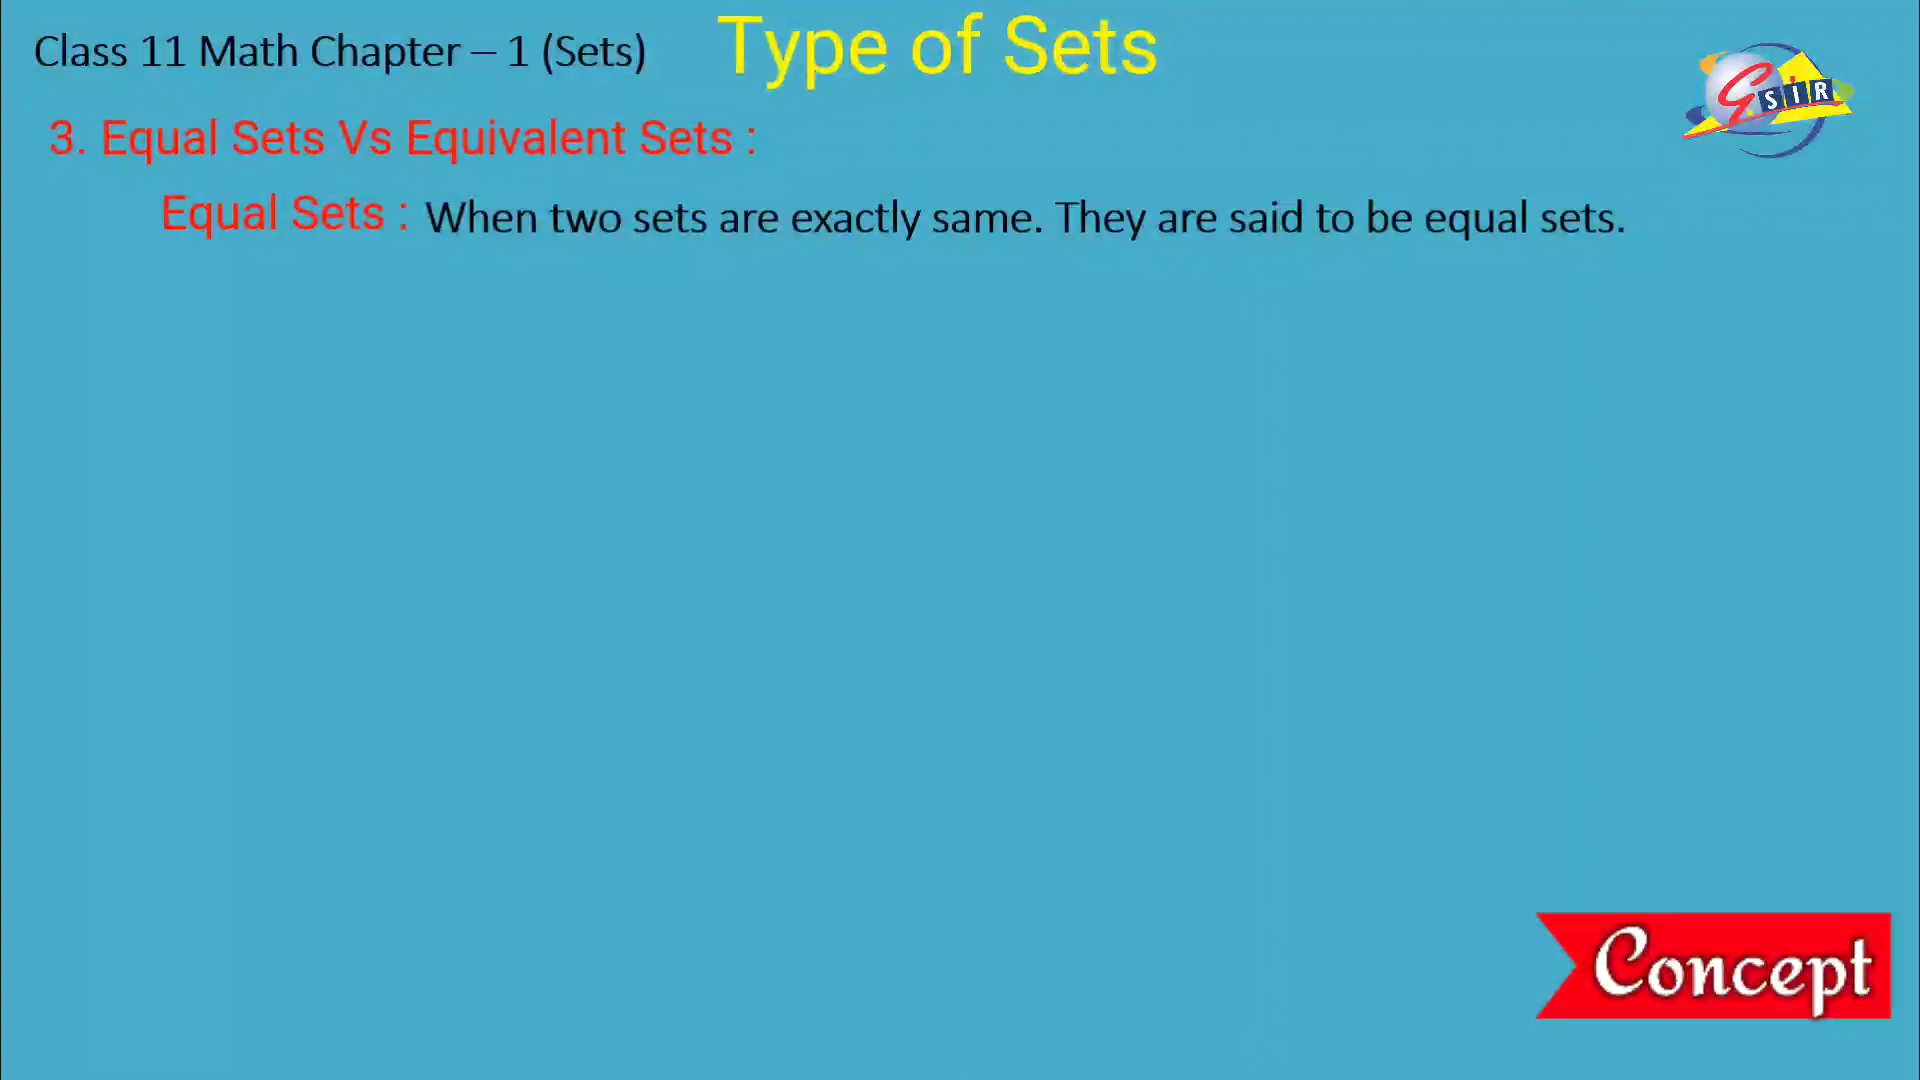 Class 11 Math Chapter – 1 (Sets)
Type of Sets
GSiR
3. Equal Sets Vs Equivalent Sets :
Equal Sets : When two sets are exactly same. They are said to be equal sets.
Concept